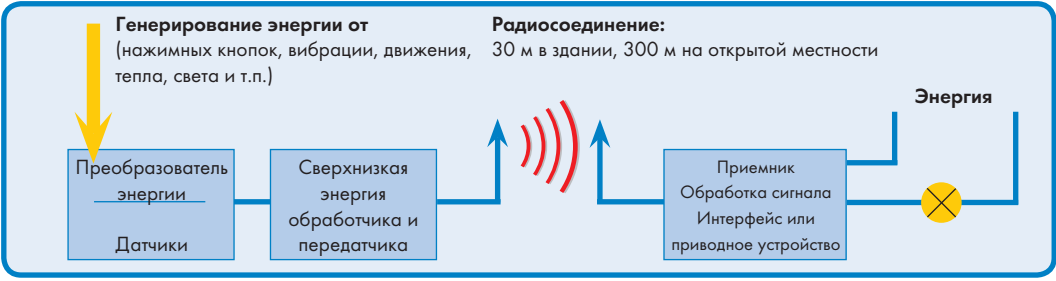 Генерирование энергии от
(нажимных кнопок, вибрации, движения,
тепла, света и т.п.)
Радиосоединение:
30 м в здании, 300 м на открытой местности
Энергия
Преобразователь
энергии
Датчики
Сверхнизкая
энергия
обработчика и
передатчика
Приемник
Обработка сигнала
Интерфейс или
приводное устройство